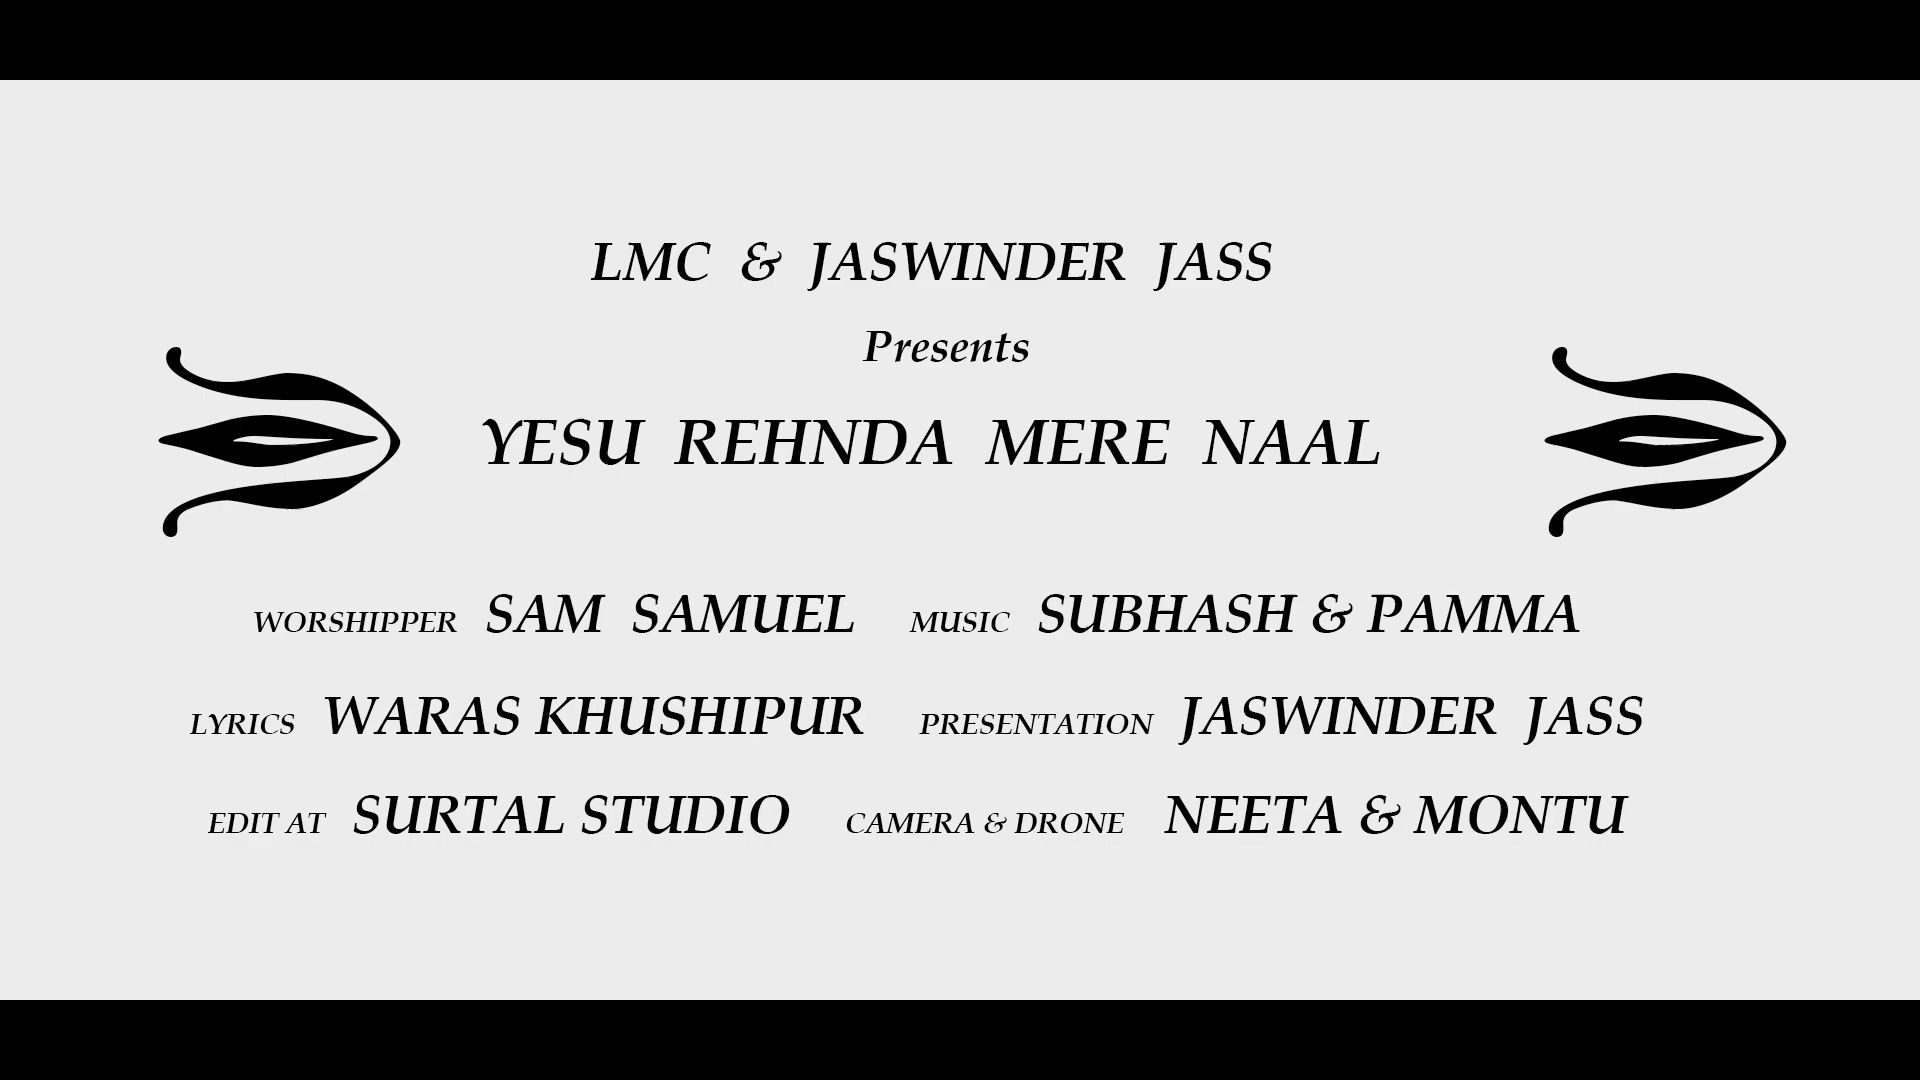 LMC & JASWINDER JASS
Presents
YESU REHNDA MERE NAAL
WORSHIPPER SAM SAMUEL MUSIC SUBHASH & PAMMA
LYRICS WARAS KHUSHIPUR PRESENTATION JASWINDER JASS
EDIT AT SURTAL STUDIO CAMERA & DRONE NEETA & MONTU